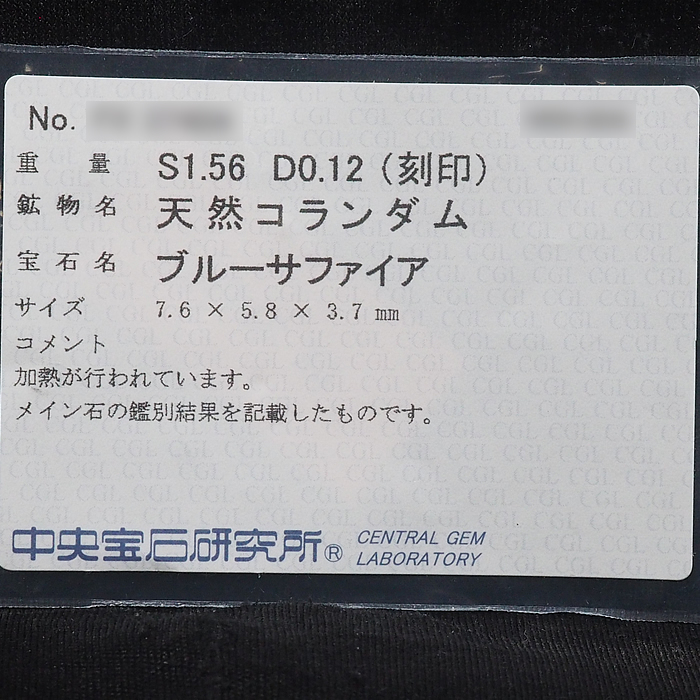 No.
重量 S1.56 D0.12 (刻印)
鉱物名 天然コランダム
宝石名 ブルーサファイア
サイズ 7.6 × 5.8 × 3.7 mm
コメント
加熱が行われています。
メイン石の鑑別結果を記載したものです。
中央宝石研究所® CENTRAL GEM
LABORATORY